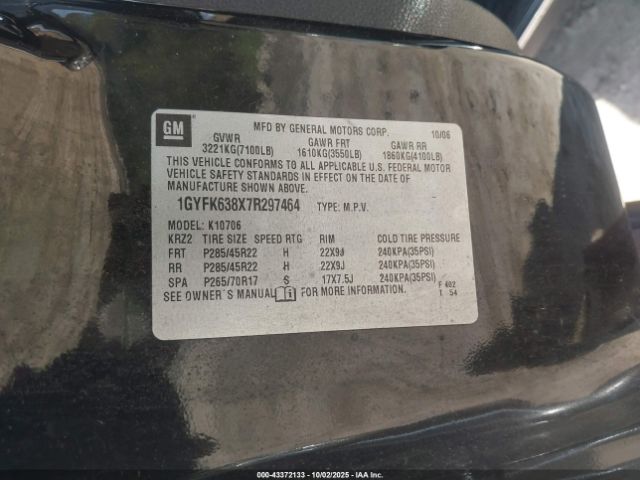 GM
MFD BY GENERAL MOTORS CORP. 10/06
GVWR GAWR FRT GAWR RR
3221KG(7100LB) 1610KG(3550LB) 1860KG(4100LB)
THIS VEHICLE CONFORMS TO ALL APPLICABLE U.S. FEDERAL MOTOR
VEHICLE SAFETY STANDARDS IN EFFECT ON THE DATE OF
MANUFACTURE SHOWN ABOVE.
1GYFK638X7R297464 TYPE: M.P.V.
MODEL: K10706
KRZ2 TIRE SIZE SPEED RTG RIM COLD TIRE PRESSURE
FRT P285/45R22 H 22X9J 240KPA(35PSI)
RR P285/45R22 H 22X9J 240KPA(35PSI)
SPA P265/70R17 S 17X7.5J 240KPA(35PSI)
SEE OWNER'S MANUAL FOR MORE INFORMATION.
F 402
T 54
000-43372133 - 10/02/2025 - IAA, Inc.